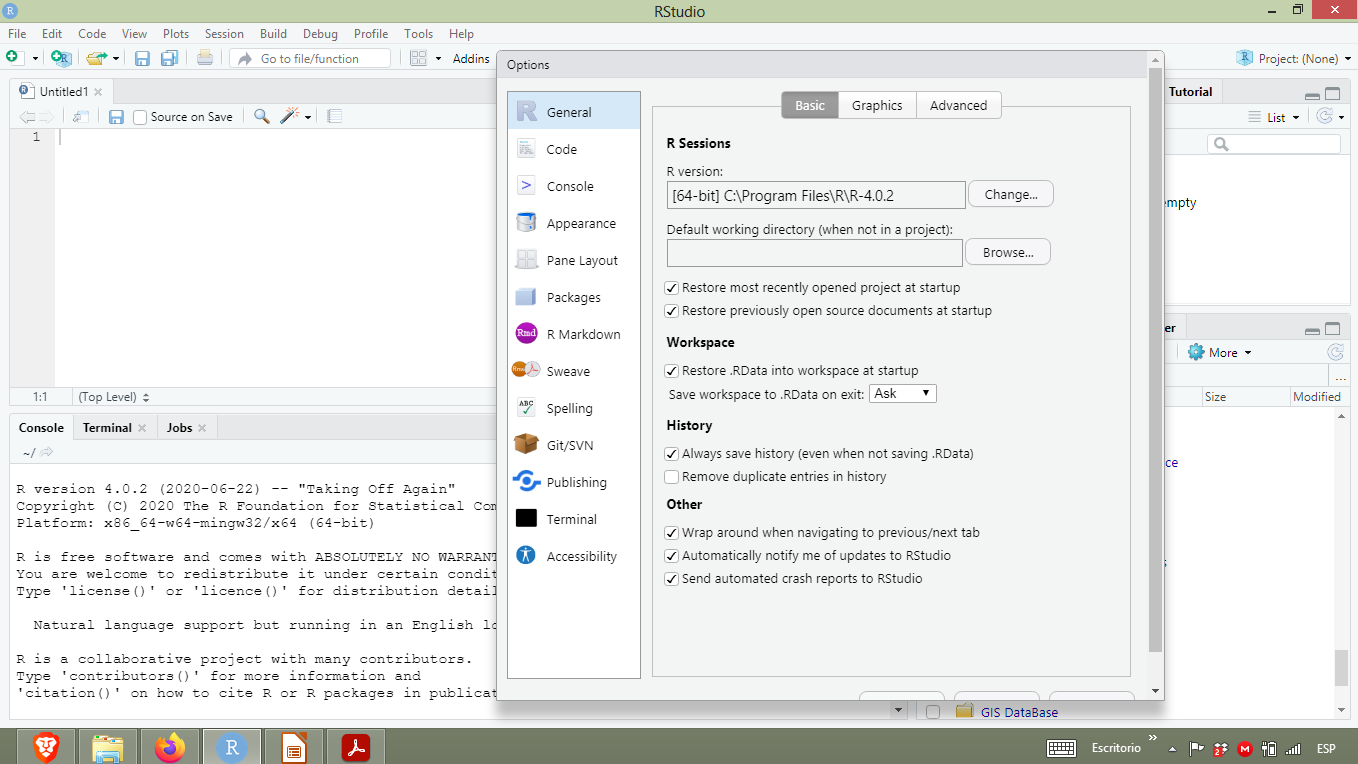 RStudio
File Edit Code View Plots Session Build Debug Profile Tools Help
Go to file/function Addins Project: (None)
Untitled1
Source on Save
1
1:1 (Top Level)
Console Terminal Jobs
~/
R version 4.0.2 (2020-06-22) -- "Taking Off Again"
Copyright (C) 2020 The R Foundation for Statistical Com
Platform: x86_64-w64-mingw32/x64 (64-bit)
R is free software and comes with ABSOLUTELY NO WARRANT
You are welcome to redistribute it under certain condit
Type 'license()' or 'licence()' for distribution detail
Natural language support but running in an English lo
R is a collaborative project with many contributors.
Type 'contributors()' for more information and
'citation()' on how to cite R or R packages in publicat
Options
General
Code
Console
Appearance
Pane Layout
Packages
R Markdown
Sweave
Spelling
Git/SVN
Publishing
Terminal
Accessibility
Basic Graphics Advanced
R Sessions
R version:
[64-bit] C:\Program Files\R\R-4.0.2 Change...
Default working directory (when not in a project):
Browse...
Restore most recently opened project at startup
Restore previously open source documents at startup
Workspace
Restore .RData into workspace at startup
Save workspace to .RData on exit: Ask
History
Always save history (even when not saving .RData)
Remove duplicate entries in history
Other
Wrap around when navigating to previous/next tab
Automatically notify me of updates to RStudio
Send automated crash reports to RStudio
Tutorial
List
mpty
er
More
...
Size Modified
ce
s
GIS DataBase
Escritorio ESP